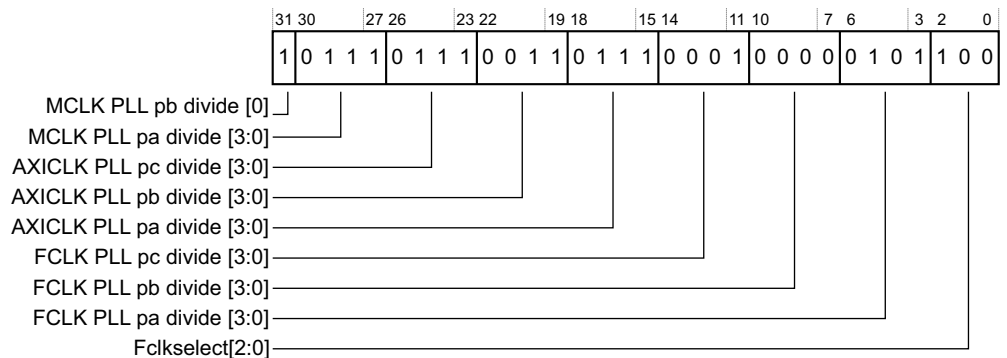 31 30 27 26 23 22 19 18 15 14 11 10 7 6 3 2 0
1 0 1 1 1 0 1 1 1 0 0 1 1 0 1 1 1 0 0 0 1 0 0 0 0 0 1 0 1 1 0 0
MCLK PLL pb divide [0]
MCLK PLL pa divide [3:0]
AXICLK PLL pc divide [3:0]
AXICLK PLL pb divide [3:0]
AXICLK PLL pa divide [3:0]
FCLK PLL pc divide [3:0]
FCLK PLL pb divide [3:0]
FCLK PLL pa divide [3:0]
Fclkselect[2:0]